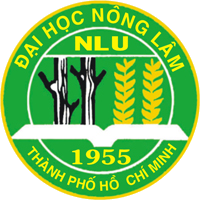 ĐẠI HỌC NÔNG LÂM
NLU
1955
THÀNH PHỐ HỒ CHÍ MINH